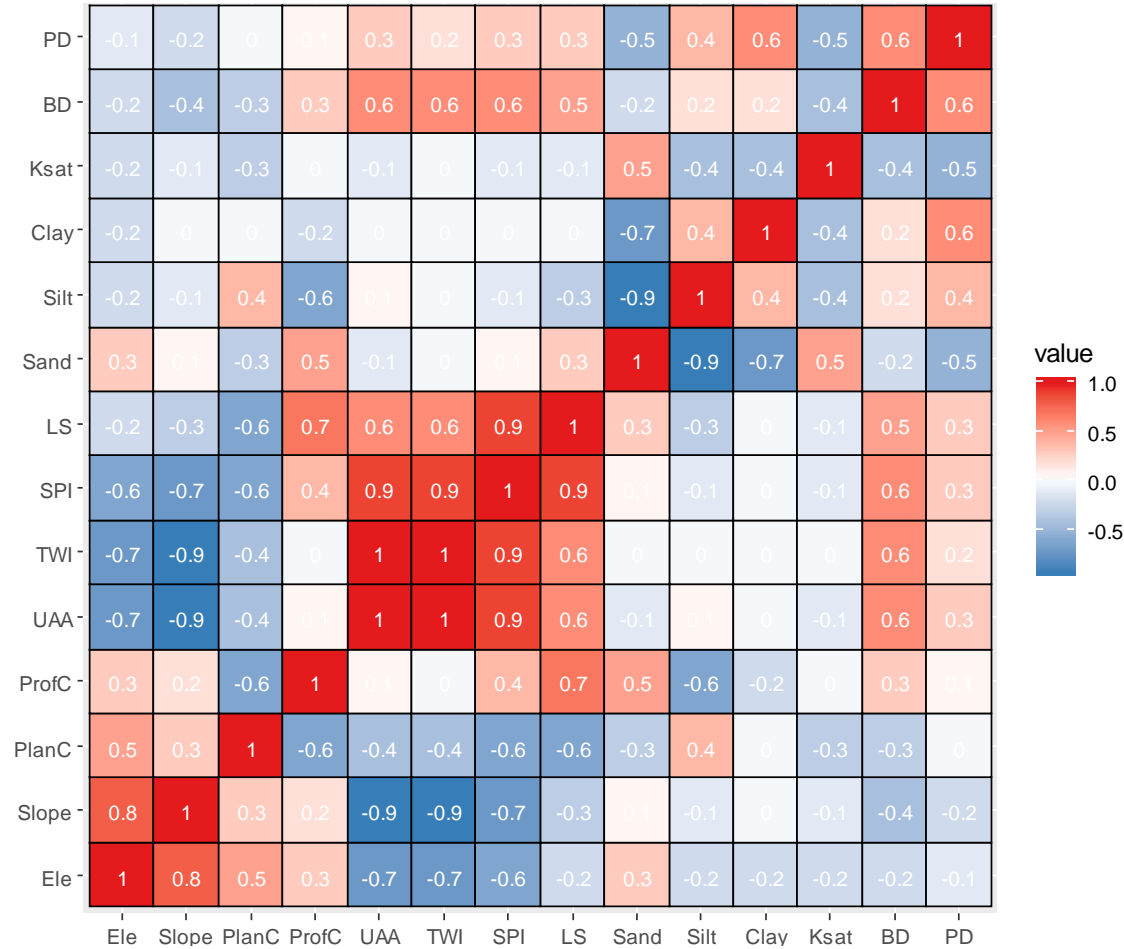 PD -0.1 -0.2 0 0.1 0.3 0.2 0.3 0.3 -0.5 0.4 0.6 -0.5 0.6 1
BD -0.2 -0.4 -0.3 0.3 0.6 0.6 0.6 0.5 -0.2 0.2 0.2 -0.4 1 0.6
Ksat -0.2 -0.1 -0.3 0 -0.1 0 -0.1 -0.1 0.5 -0.4 -0.4 1 -0.4 -0.5
Clay -0.2 0 0 -0.2 0 0 0 0 -0.7 0.4 1 -0.4 0.2 0.6
Silt -0.2 -0.1 0.4 -0.6 0.1 0 -0.1 -0.3 -0.9 1 0.4 -0.4 0.2 0.4
Sand 0.3 0.1 -0.3 0.5 -0.1 0 0.1 0.3 1 -0.9 -0.7 0.5 -0.2 -0.5
LS -0.2 -0.3 -0.6 0.7 0.6 0.6 0.9 1 0.3 -0.3 0 -0.1 0.5 0.3
SPI -0.6 -0.7 -0.6 0.4 0.9 0.9 1 0.9 0.1 -0.1 0 -0.1 0.6 0.3
TWI -0.7 -0.9 -0.4 0 1 1 0.9 0.6 0 0 0 0 0.6 0.2
UAA -0.7 -0.9 -0.4 0.1 1 1 0.9 0.6 -0.1 0.1 0 -0.1 0.6 0.3
ProfC 0.3 0.2 -0.6 1 0.1 0 0.4 0.7 0.5 -0.6 -0.2 0 0.3 0.1
PlanC 0.5 0.3 1 -0.6 -0.4 -0.4 -0.6 -0.6 -0.3 0.4 0 -0.3 -0.3 0
Slope 0.8 1 0.3 0.2 -0.9 -0.9 -0.7 -0.3 0.1 -0.1 0 -0.1 -0.4 -0.2
Ele 1 0.8 0.5 0.3 -0.7 -0.7 -0.6 -0.2 0.3 -0.2 -0.2 -0.2 -0.2 -0.1
Ele Slope PlanC ProfC UAA TWI SPI LS Sand Silt Clay Ksat BD PD
value
1.0
0.5
0.0
-0.5